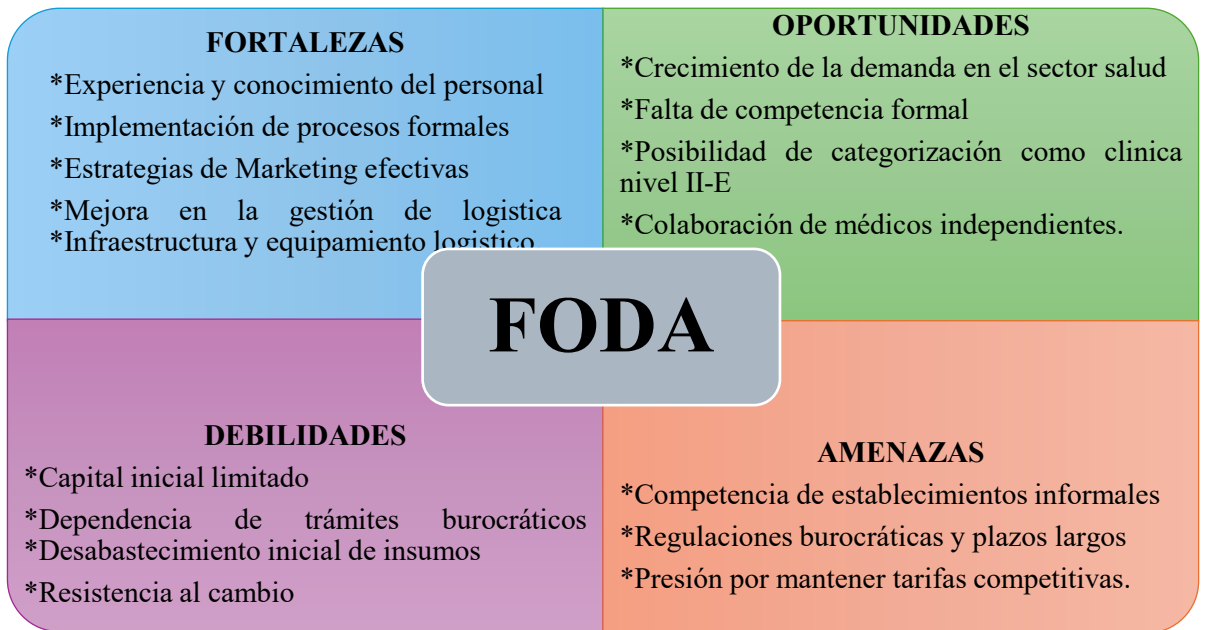 FORTALEZAS
*Experiencia y conocimiento del personal
*Implementación de procesos formales
*Estrategias de Marketing efectivas
*Mejora en la gestión de logistica
*Infraestructura y equipamiento logistico
OPORTUNIDADES
*Crecimiento de la demanda en el sector salud
*Falta de competencia formal
*Posibilidad de categorización como clinica
nivel II-E
*Colaboración de médicos independientes.
FODA
DEBILIDADES
*Capital inicial limitado
*Dependencia de trámites burocráticos
*Desabastecimiento inicial de insumos
*Resistencia al cambio
AMENAZAS
*Competencia de establecimientos informales
*Regulaciones burocráticas y plazos largos
*Presión por mantener tarifas competitivas.